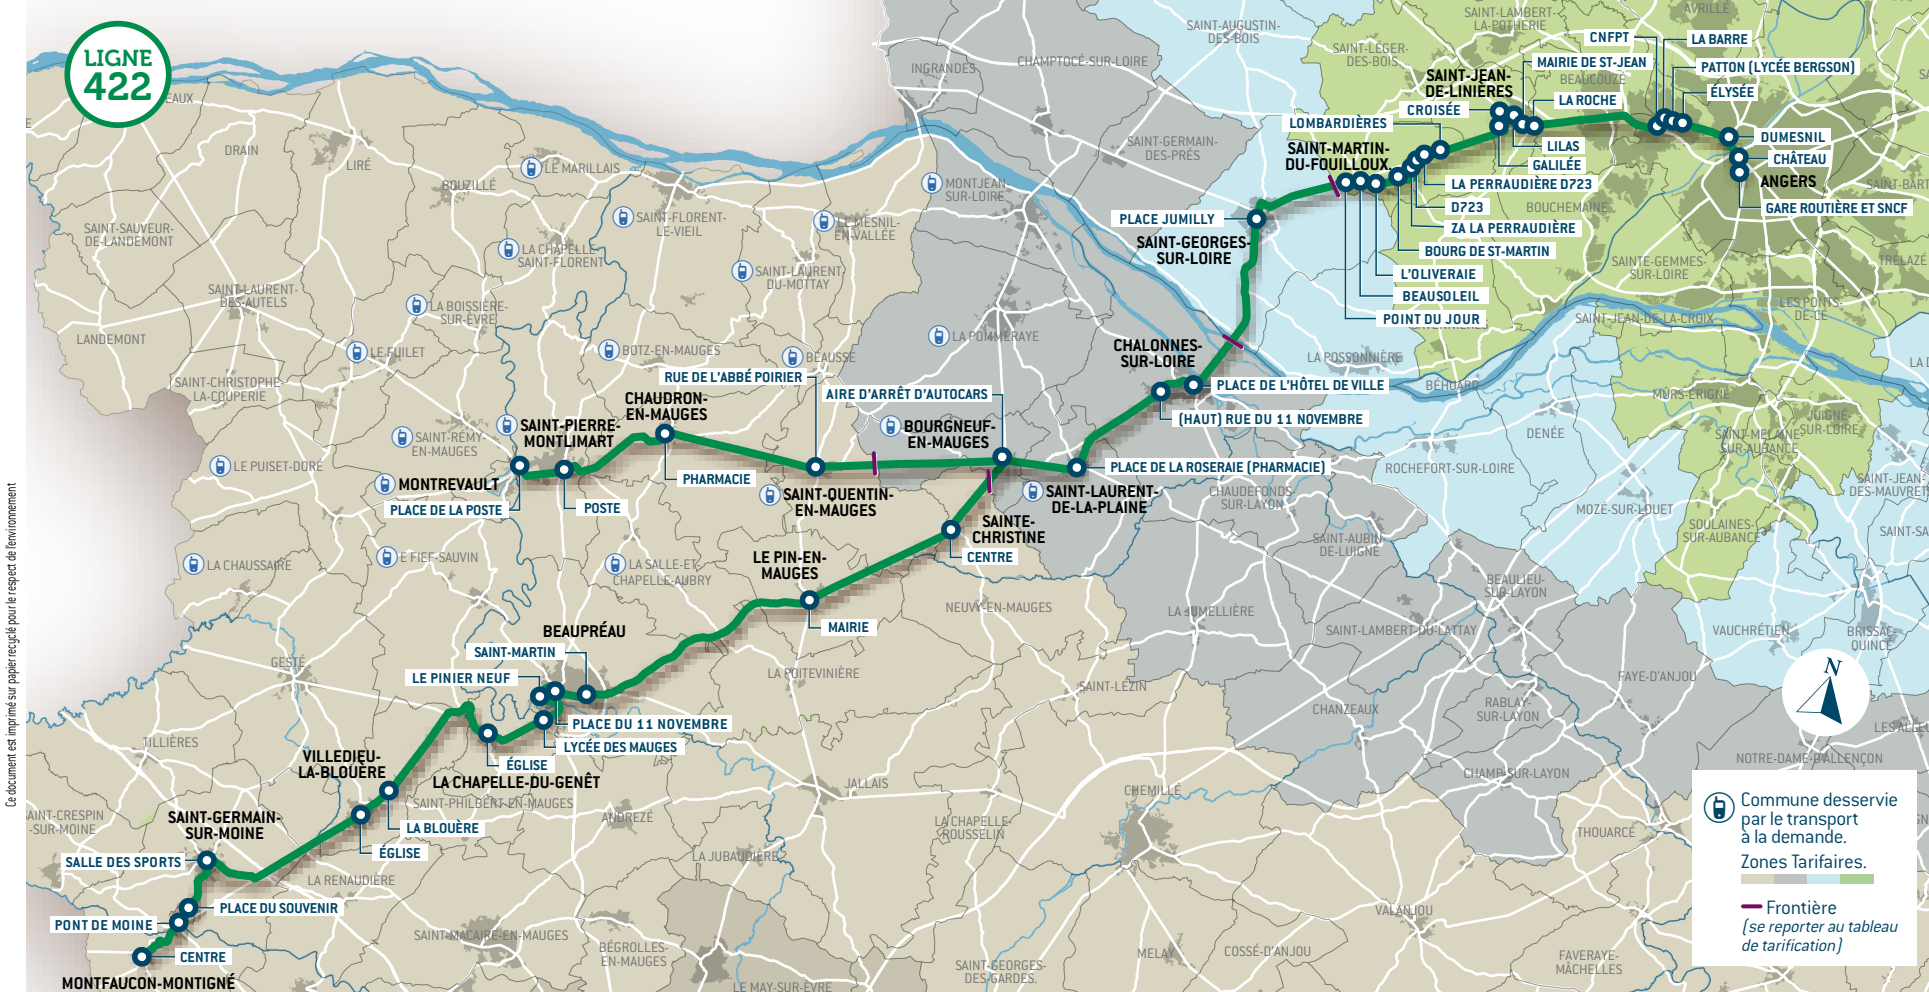 LIGNE
422
EAUX
DRAIN
LIRÉ
BOUZILLÉ
LE MARILLAIS
SAINT-FLORENT-
LE-VIEIL
LE MESNIL-
EN-VALLÉE
SAINT-SAUVEUR-
DE-LANDEMONT
LA CHAPELLE-
SAINT-FLORENT
SAINT-LAURENT-
DU-MOTTAY
SAINT-LAURENT-
DES-AUTELS
LA BOISSIÈRE-
SUR-ÈVRE
LANDEMONT
LE FUILET
BOTZ-EN-MAUGES
BEAUSSE
SAINT-CHRISTOPHE-
LA-COUPERIE
INGRANDES
CHAMPTOCÉ-SUR-LOIRE
SAINT-AUGUSTIN-
DES-BOIS
SAINT-GERMAIN-
DES-PRÉS
MONTJEAN-
SUR-LOIRE
LA POMMERAYE
SAINT-LÉGER-
DES-BOIS
SAINT-LAMBERT-
LA-POTHERIE
AVRILLÉ
BEAUCOUZÉ
CNFPT
LA BARRE
PATTON (LYCÉE BERGSON)
ÉLYSÉE
MAIRIE DE ST-JEAN
SAINT-JEAN-
DE-LINIÈRES
LA ROCHE
CROISÉE
LOMBARDIÈRES
DUMESNIL
LILAS
CHÂTEAU
GALILÉE
SAINT-MARTIN-
DU-FOUILLOUX
ANGERS
SAINT-BART
LA PERRAUDIÈRE D723
D723
BOUCHEMAINE
GARE ROUTIÈRE ET SNCF
ZA LA PERRAUDIÈRE
BOURG DE ST-MARTIN
L'OLIVERAIE
BEAUSOLEIL
POINT DU JOUR
PLACE JUMILLY
SAINT-GEORGES-
SUR-LOIRE
SAINTE-GEMMES-
SUR-LOIRE
TRÉLAZÉ
LES PONTS-
DE-CÉ
SAINT-JEAN-DE-LA-CROIX
CHALONNES-
SUR-LOIRE
LA POSSONNIÈRE
BÉHUARD
MÛRS-ERIGNÉ
JUIGNÉ-
SUR-LOIRE
PLACE DE L'HÔTEL DE VILLE
(HAUT) RUE DU 11 NOVEMBRE
DENÉE
SAINT-MELAINE-
SUR-AUBANCE
ROCHEFORT-SUR-LOIRE
RUE DE L'ABBÉ POIRIER
AIRE D'ARRÊT D'AUTOCARS
CHAUDRON-
EN-MAUGES
BOURGNEUF-
EN-MAUGES
SAINT-PIERRE-
MONTLIMART
SAINT-RÉMY-
EN-MAUGES
LE PUISET-DORÉ
MONTREVAULT
PLACE DE LA POSTE
POSTE
PHARMACIE
SAINT-QUENTIN-
EN-MAUGES
PLACE DE LA ROSERAIE (PHARMACIE)
SAINT-LAURENT-
DE-LA-PLAINE
CHAUDEFONDS-
SUR-LAYON
SAINT-JEAN-
DES-MAUVRET
MOZÉ-SUR-LOUET
SOULAINES-
SUR-AUBANCE
SAINT-SA
SAINTE-
CHRISTINE
CENTRE
SAINT-AUBIN-
DE-LUIGNÉ
LE PIN-EN-
MAUGES
LA CHAUSSAIRE
LE FIEF-SAUVIN
LA SALLE-ET-
CHAPELLE-AUBRY
NEUVY-EN-MAUGES
LA JUMELLIÈRE
BEAULIEU-
SUR-LAYON
SAINT-LAMBERT-DU-LATTAY
VAUCHRÉTIEN
BRISSAC-
QUINCE
MAIRIE
BEAUPRÉAU
SAINT-MARTIN
LE PINIER NEUF
GESTÉ
LA POITEVINIÈRE
SAINT-LEZIN
FAYE-D'ANJOU
CHANZEAUX
RABLAY-
SUR-LAYON
N
PLACE DU 11 NOVEMBRE
LYCÉE DES MAUGES
ÉGLISE
TILLIÈRES
VILLEDIEU-
LA-BLOUÈRE
LA CHAPELLE-DU-GENÊT
NOTRE-DAME-D'ALLENÇON
JALLAIS
CHAMP-SUR-LAYON
CHEMILLÉ
SAINT-PHILBERT-EN-MAUGES
ANDREZÉ
SAINT-CRESPIN
-SUR-MOINE
SAINT-GERMAIN-
SUR-MOINE
LA BLOUÈRE
ÉGLISE
LA CHAPELLE-
ROUSSELIN
THOUARCÉ
SALLE DES SPORTS
LA JUBAUDIÈRE
LA RENAUDIÈRE
PLACE DU SOUVENIR
PONT DE MOINE
CENTRE
MONTFAUCON-MONTIGNÉ
SAINT-MACAIRE-EN-MAUGES
BÉGROLLES-
EN-MAUGES
LE MAY-SUR-ÈVRE
SAINT-GEORGES-
DES-GARDES
VALANJOU
MELAY
COSSÉ-D'ANJOU
FAVERAYE-
MÂCHELLES
Commune desservie
par le transport
à la demande.
Zones Tarifaires.
Frontière
(se reporter au tableau
de tarification)
Ce document est imprimé sur papier recyclé pour le respect de l'environnement